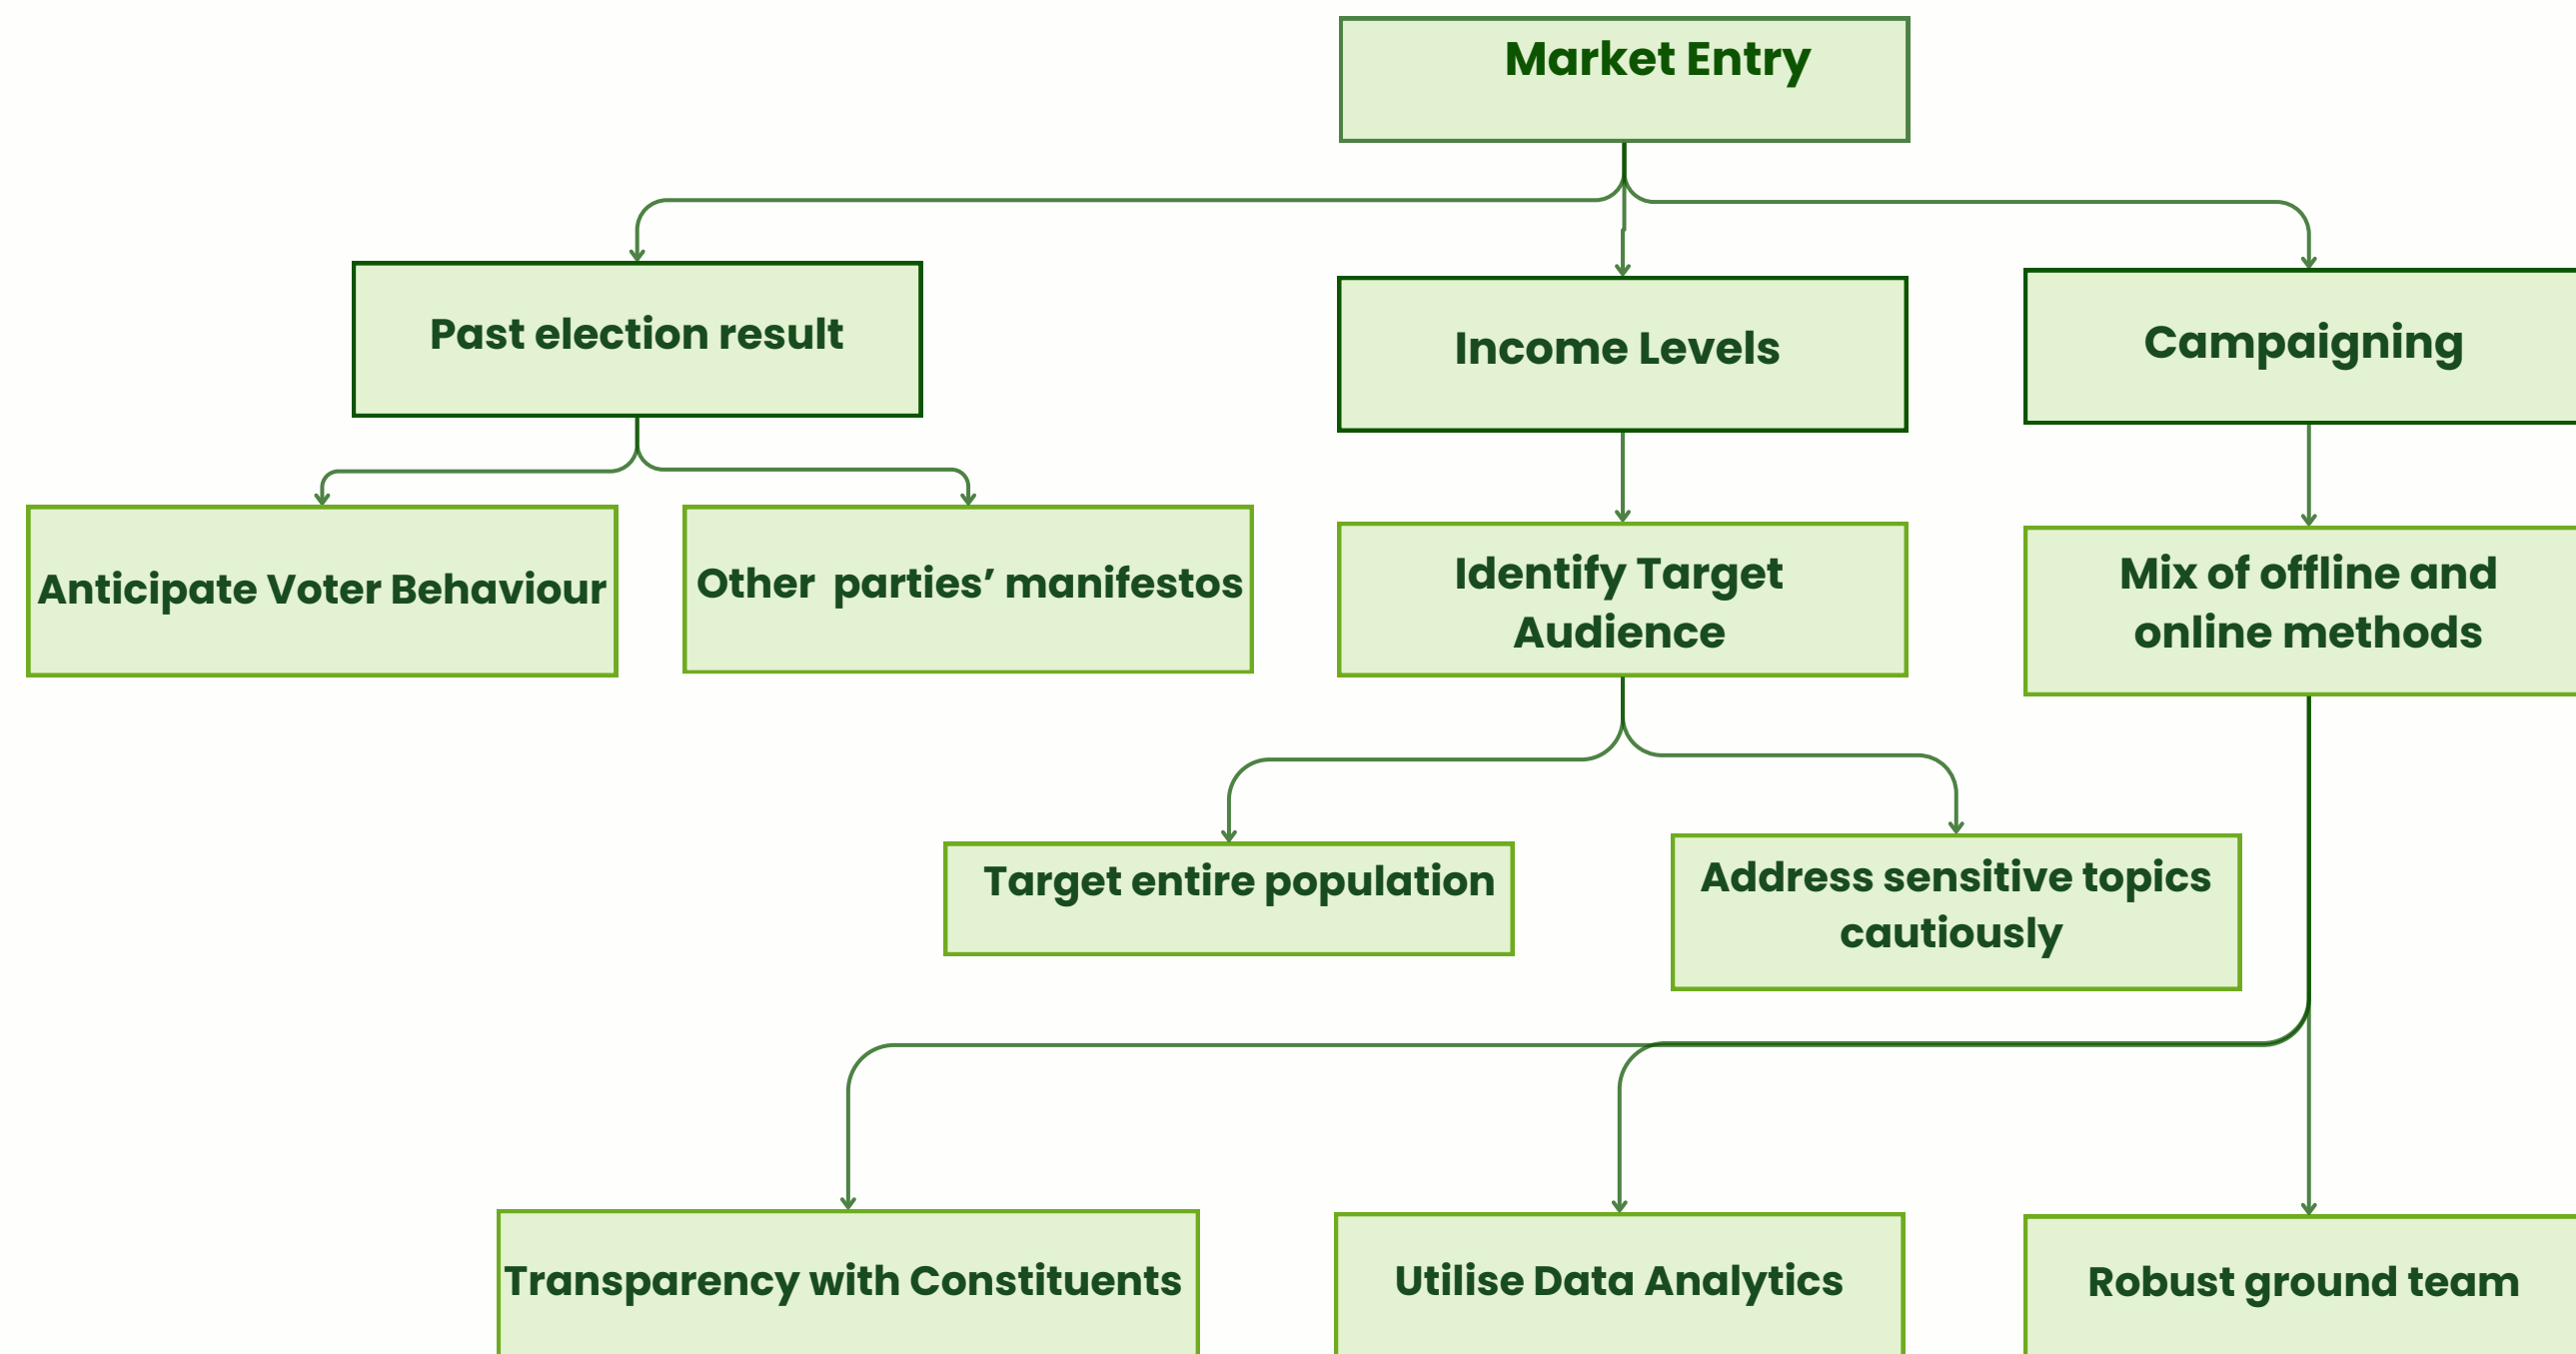 Market Entry
Past election result
Income Levels
Campaigning
Anticipate Voter Behaviour
Other parties’ manifestos
Identify Target
Audience
Mix of offline and
online methods
Target entire population
Address sensitive topics
cautiously
Transparency with Constituents
Utilise Data Analytics
Robust ground team